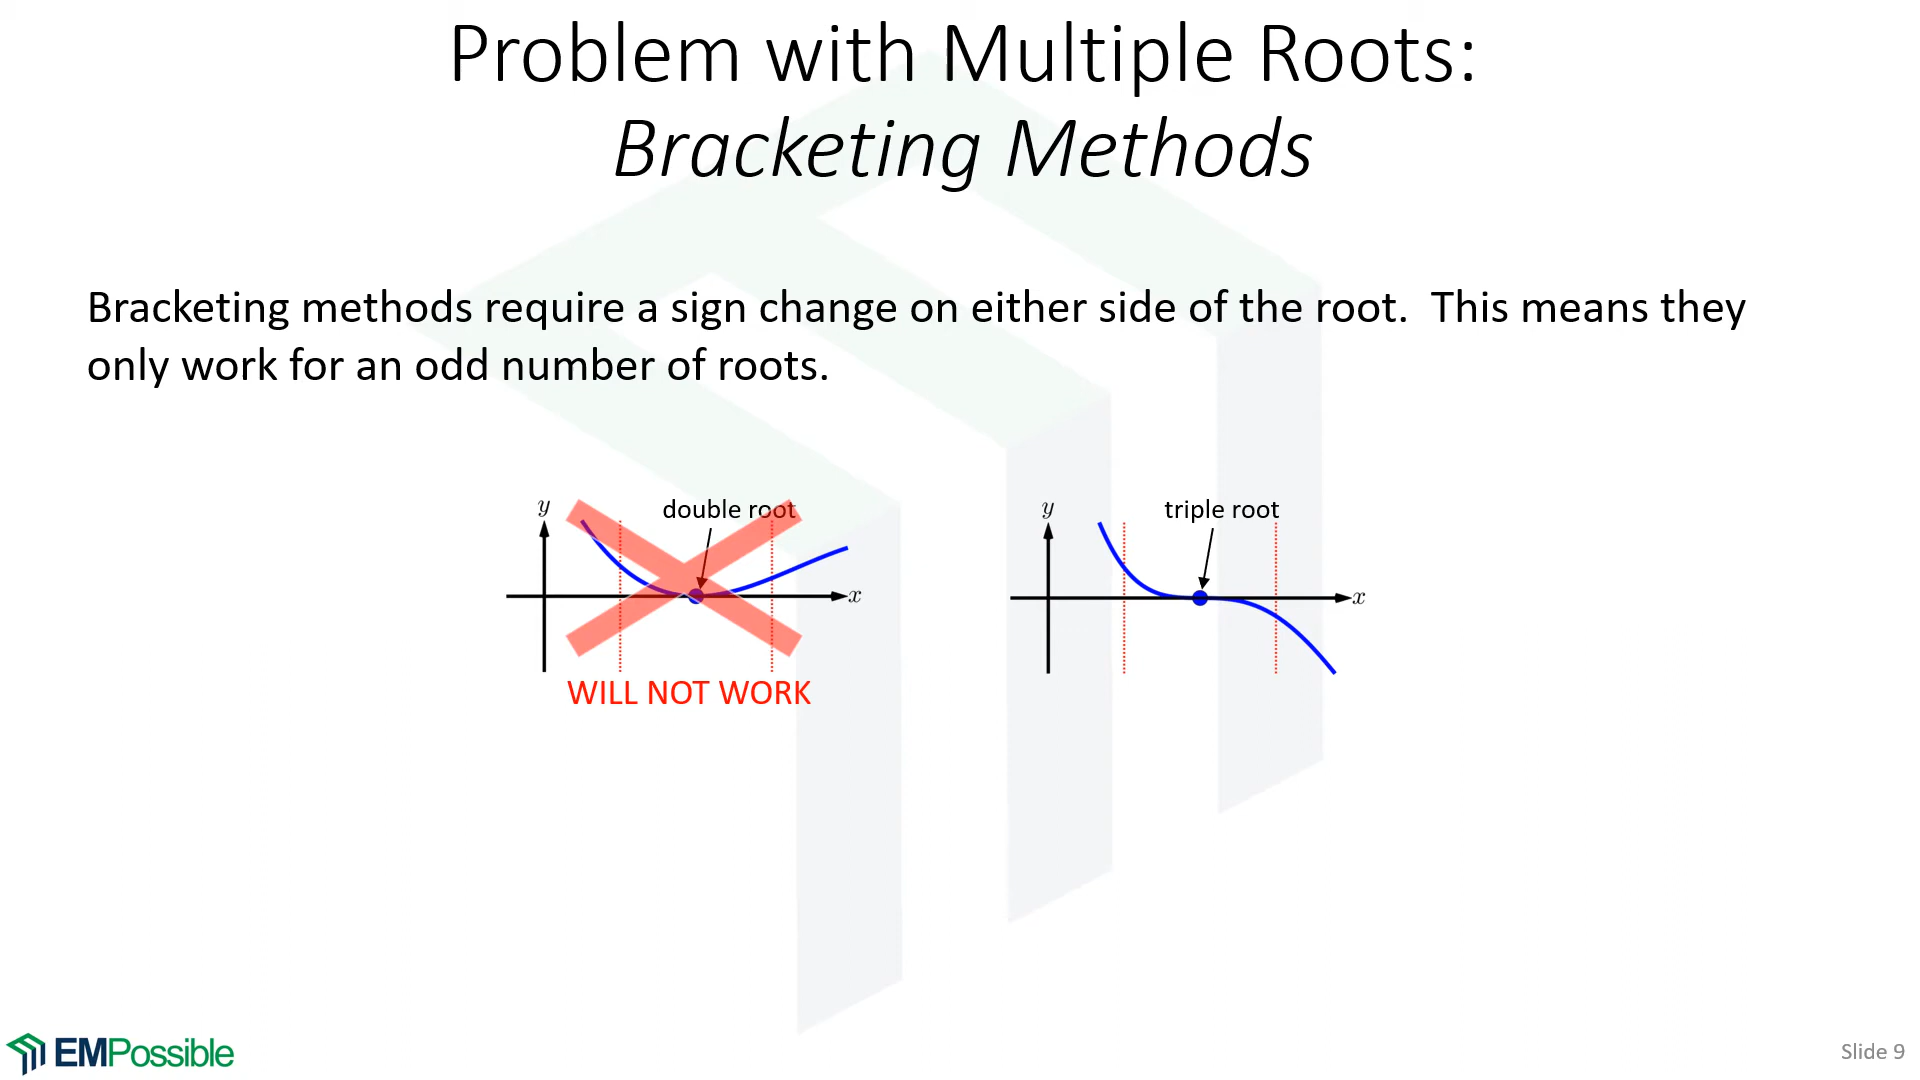 Problem with Multiple Roots:
Bracketing Methods
Bracketing methods require a sign change on either side of the root.  This means they
only work for an odd number of roots.
y
double root
x
WILL NOT WORK
y
triple root
x
EMPossible
Slide 9